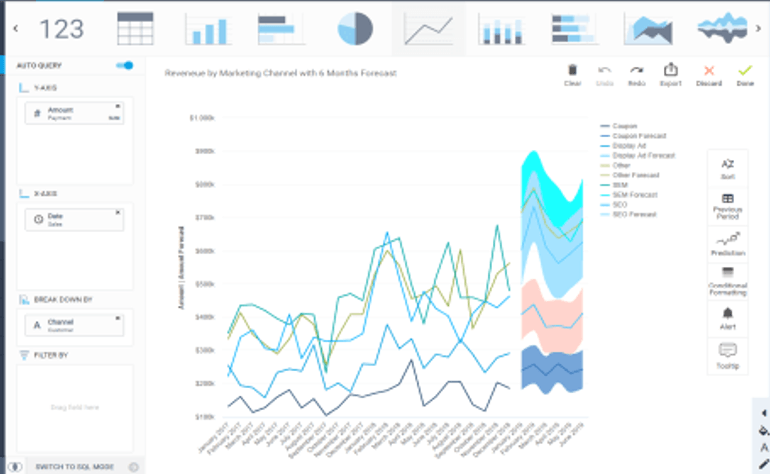 123
AUTO QUERY
Y-AXIS
Amount
Payment
Sum
X-AXIS
Date
Sales
BREAK DOWN BY
Channel
Customer
FILTER BY
Drag field here
SWITCH TO SQL MODE
Reveneue by Marketing Channel with 6 Months Forecast
Clear
Undo
Redo
Export
Discard
Done
Amount | Amount Forecast
$1,000k
$900k
$800k
$700k
$600k
$500k
$400k
$300k
$200k
$100k
January 2017
February 2017
March 2017
April 2017
May 2017
June 2017
July 2017
August 2017
September 2017
October 2017
November 2017
December 2017
January 2018
February 2018
March 2018
April 2018
May 2018
June 2018
July 2018
August 2018
September 2018
October 2018
November 2018
December 2018
January 2019
February 2019
March 2019
April 2019
May 2019
June 2019
Coupon
Coupon Forecast
Display Ad
Display Ad Forecast
Other
Other Forecast
SEM
SEM Forecast
SEO
SEO Forecast
Sort
Previous
Period
Prediction
Conditional
Formatting
Alert
Tooltip